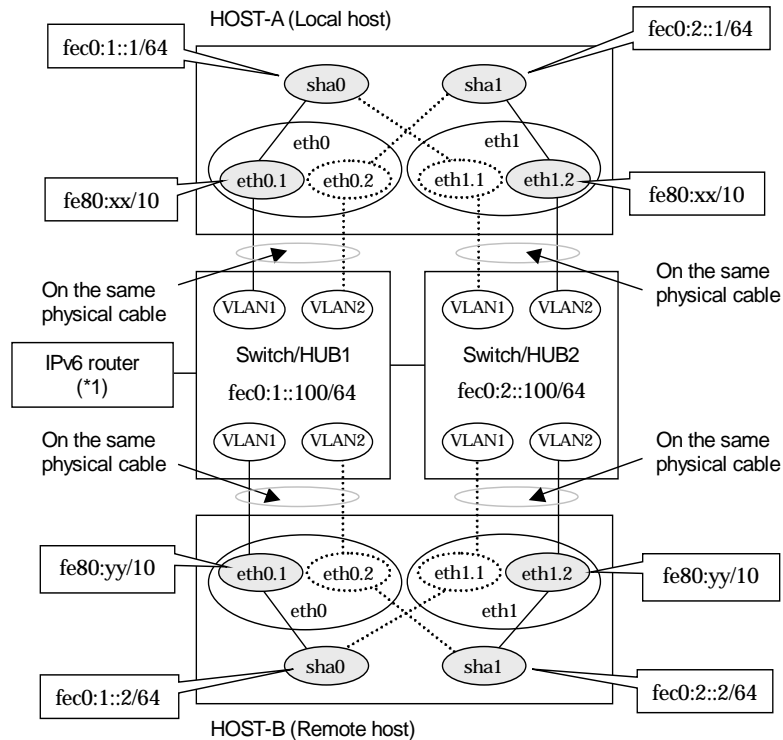 HOST-A (Local host)
fec0:1::1/64
fec0:2::1/64
sha0
sha1
eth0
eth1
eth0.1
eth0.2
eth1.1
eth1.2
fe80:xx/10
fe80:xx/10
On the same
physical cable
On the same
physical cable
VLAN1
VLAN2
VLAN1
VLAN2
IPv6 router
(*1)
Switch/HUB1
fec0:1::100/64
Switch/HUB2
fec0:2::100/64
VLAN1
VLAN2
VLAN1
VLAN2
On the same
physical cable
On the same
physical cable
fe80:yy/10
fe80:yy/10
eth0.1
eth0.2
eth1.1
eth1.2
eth0
eth1
sha0
sha1
fec0:1::2/64
fec0:2::2/64
HOST-B (Remote host)